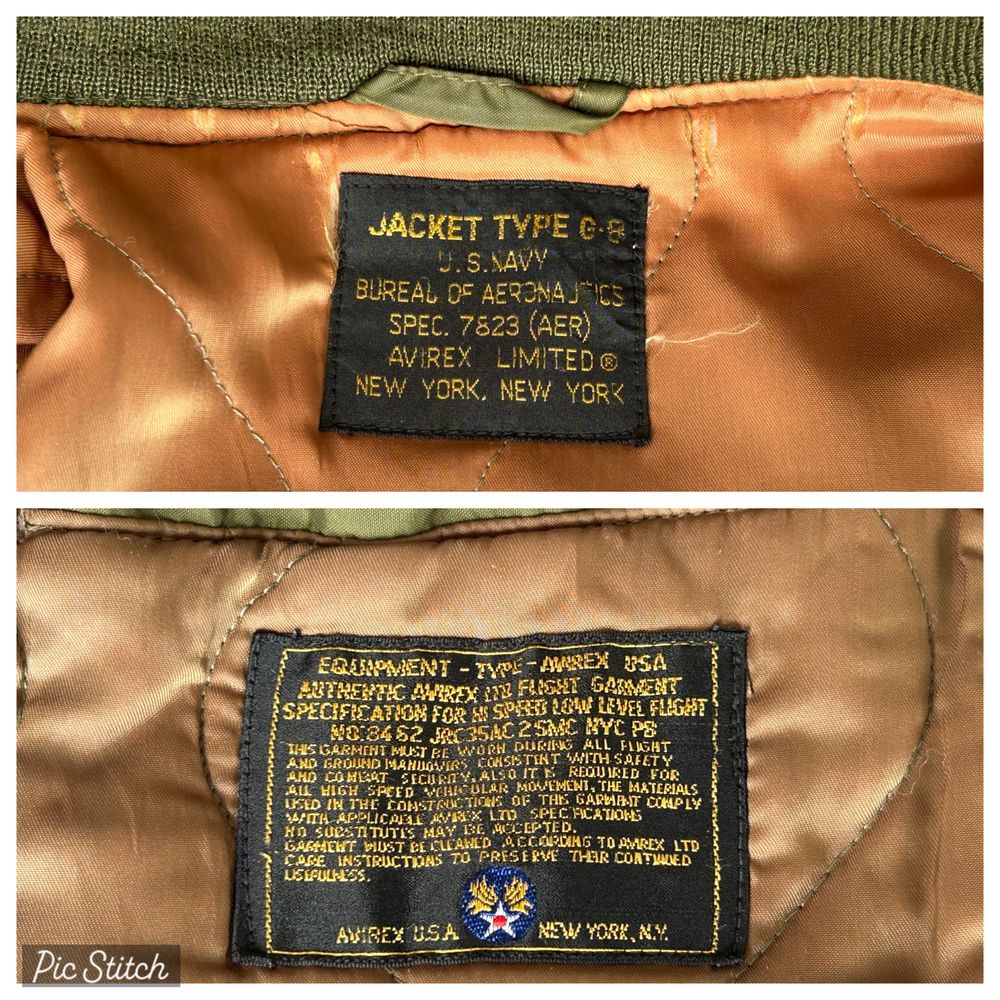 JACKET TYPE G-8
U.S. NAVY
BUREAU OF AERONAUTICS
SPEC. 7823 (AER)
AVIREX LIMITED®
NEW YORK, NEW YORK
EQUIPMENT - TYPE - AVIREX USA
AUTHENTIC AVIREX LTD FLIGHT GARMENT
SPECIFICATION FOR HI SPEED LOW LEVEL FLIGHT
NO: 8462 JRC35AC25MC NYC PB
THIS GARMENT MUST BE WORN DURING ALL FLIGHT
AND GROUND MANUOVERS CONSISTENT WITH SAFETY
AND COMBAT SECURITY. ALSO IT IS REQUIRED FOR
ALL HIGH SPEED VEHICULAR MOVEMENT, THE MATERIALS
USED IN THE CONSTRUCTIONS OF THIS GARMENT COMPLY
WITH APPLICABLE AVIREX LTD SPECIFICATIONS
NO SUBSTITUTES MAY BE ACCEPTED.
GARMENT MUST BE CLEANED ACCORDING TO AVIREX LTD
CARE INSTRUCTIONS TO PRESERVE THEIR CONTINUED
USEFULNESS.
AVIREX U.S.A. NEW YORK, N.Y.
Pic Stitch